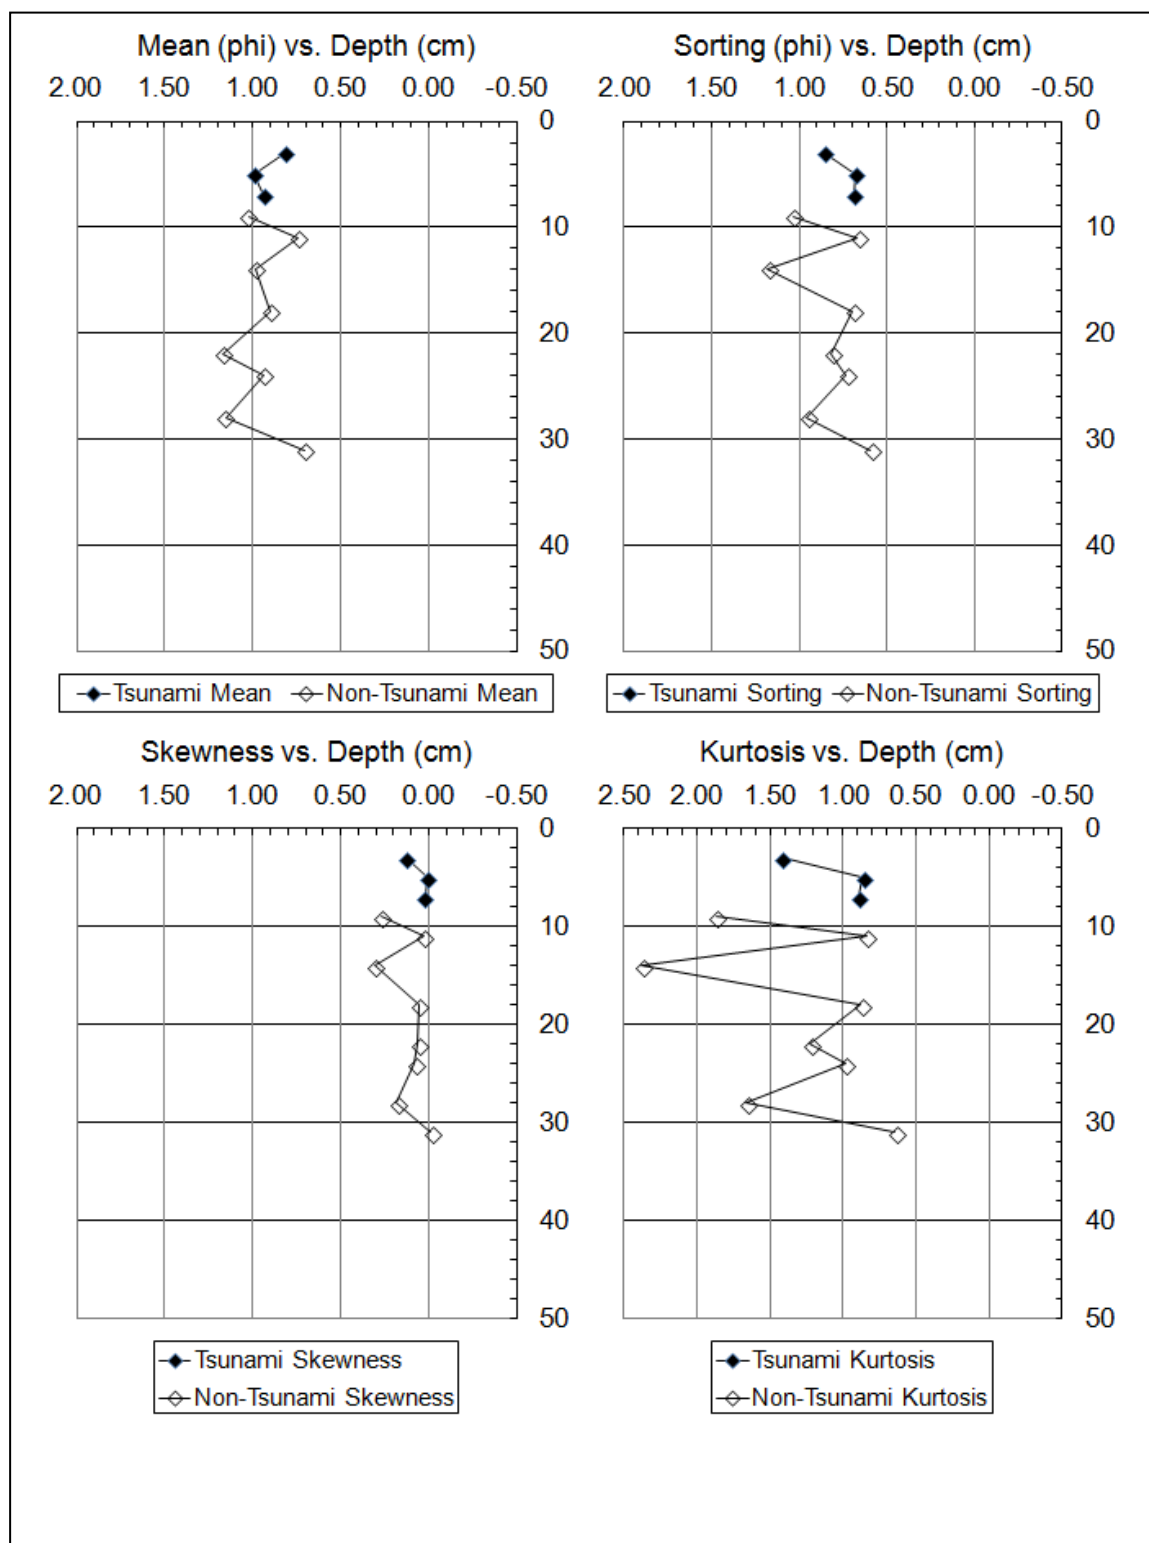 Mean (phi) vs. Depth (cm)
2.00 1.50 1.00 0.50 0.00 -0.50
0
10
20
30
40
50
Tsunami Mean Non-Tsunami Mean
Sorting (phi) vs. Depth (cm)
2.00 1.50 1.00 0.50 0.00 -0.50
0
10
20
30
40
50
Tsunami Sorting Non-Tsunami Sorting
Skewness vs. Depth (cm)
2.00 1.50 1.00 0.50 0.00 -0.50
0
10
20
30
40
50
Tsunami Skewness
Non-Tsunami Skewness
Kurtosis vs. Depth (cm)
2.50 2.00 1.50 1.00 0.50 0.00 -0.50
0
10
20
30
40
50
Tsunami Kurtosis
Non-Tsunami Kurtosis